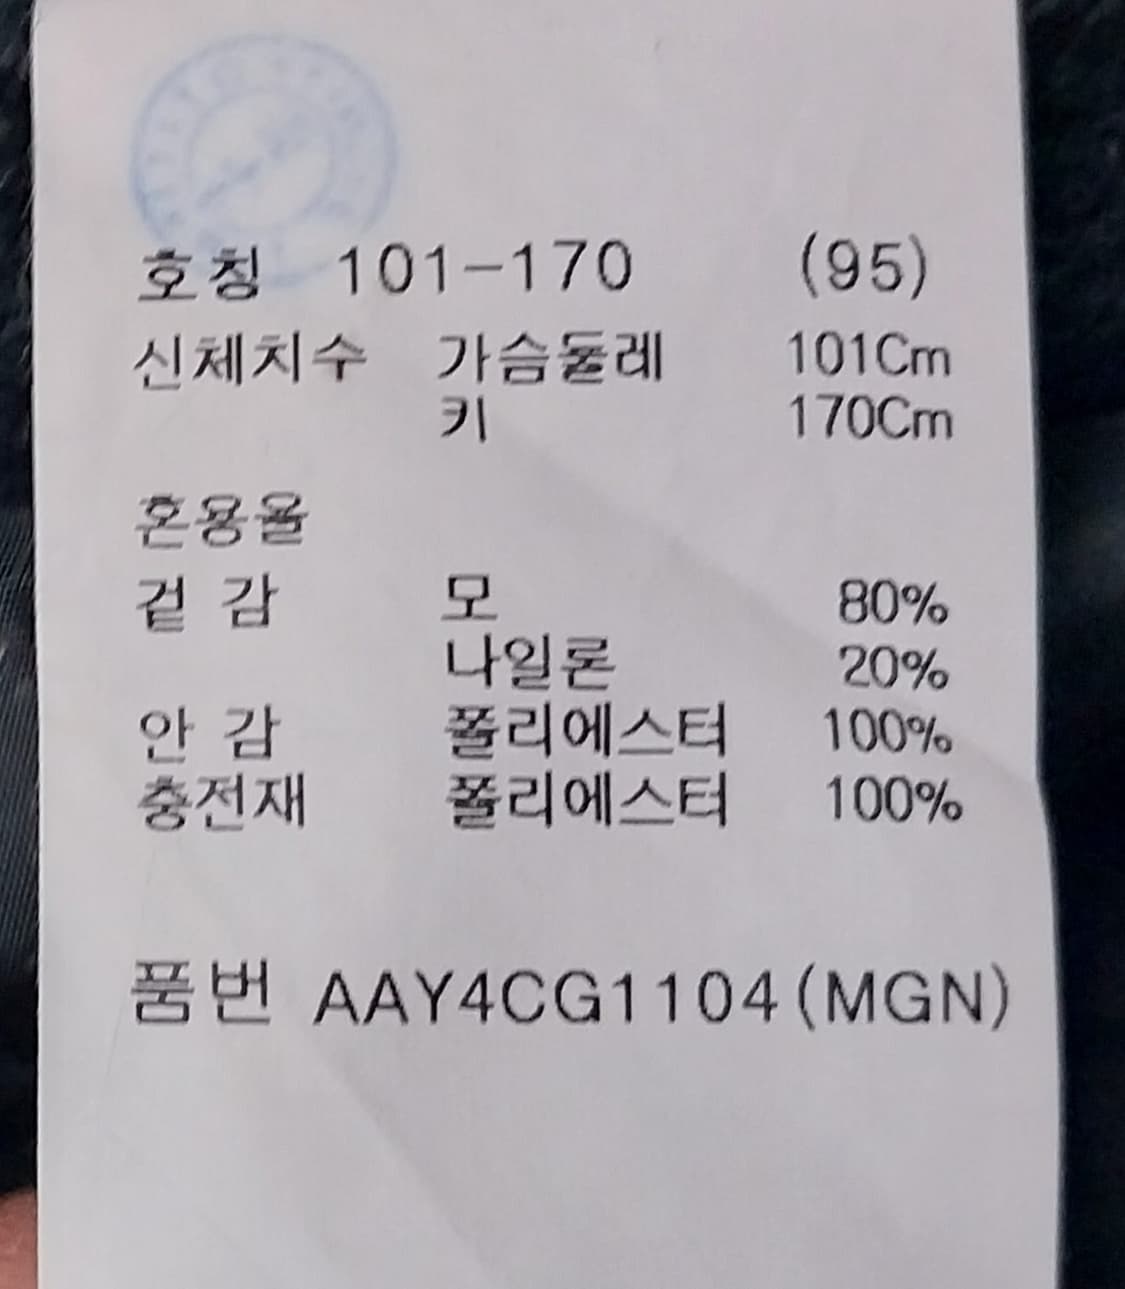 호칭 101-170 (95)
신체치수 가슴둘레 101Cm
키 170Cm
혼용율
겉 감 모 80%
나일론 20%
안 감 폴리에스터 100%
충전재 폴리에스터 100%
품번 AAY4CG1104(MGN)